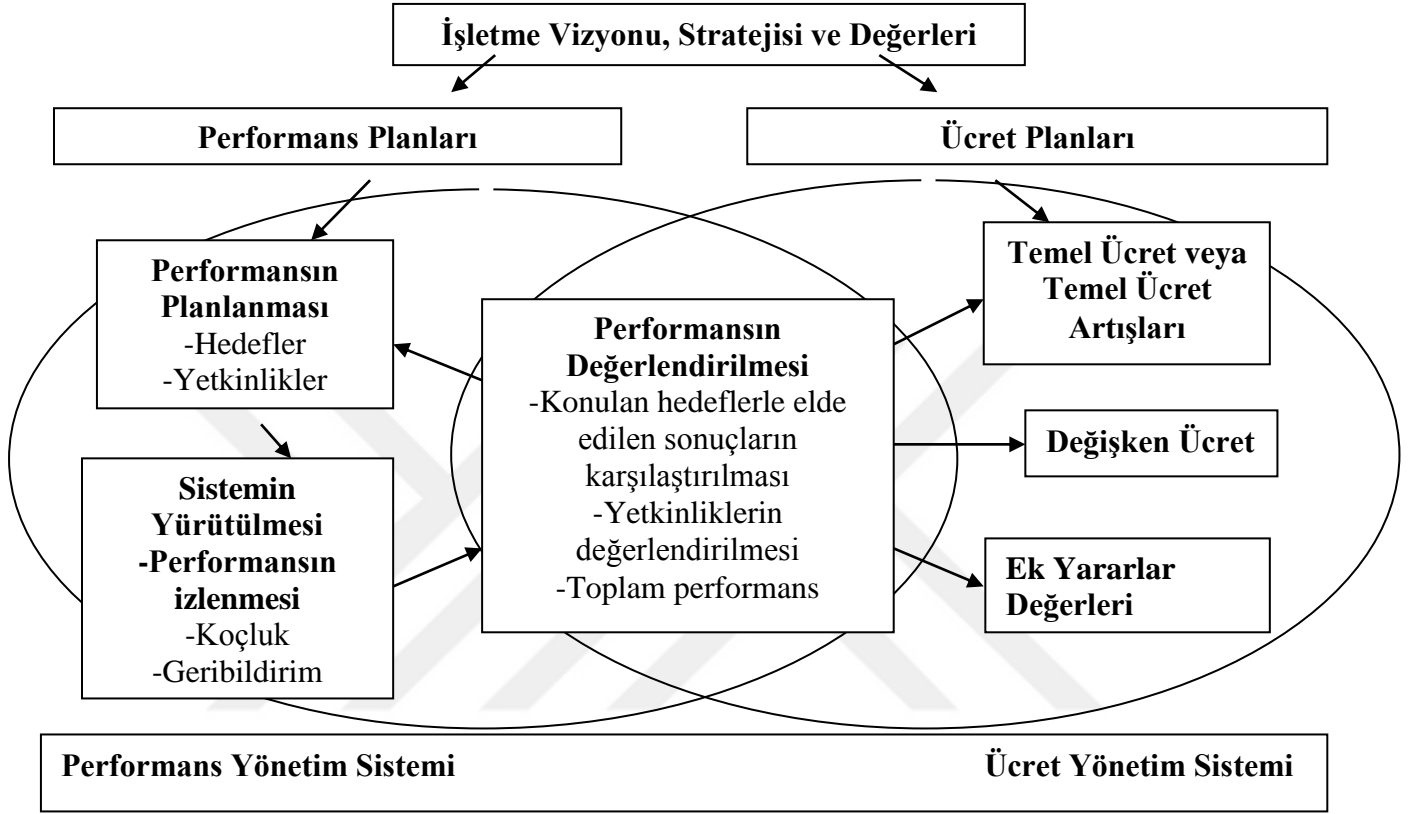 İşletme Vizyonu, Stratejisi ve Değerleri
Performans Planları
Ücret Planları
Performansın
Planlanması
-Hedefler
-Yetkinlikler
Sistemin
Yürütülmesi
-Performansın
izlenmesi
-Koçluk
-Geribildirim
Performansın
Değerlendirilmesi
-Konulan hedeflerle elde
edilen sonuçların
karşılaştırılması
-Yetkinliklerin
değerlendirilmesi
-Toplam performans
Temel Ücret veya
Temel Ücret
Artışları
Değişken Ücret
Ek Yararlar
Değerleri
Performans Yönetim Sistemi
Ücret Yönetim Sistemi